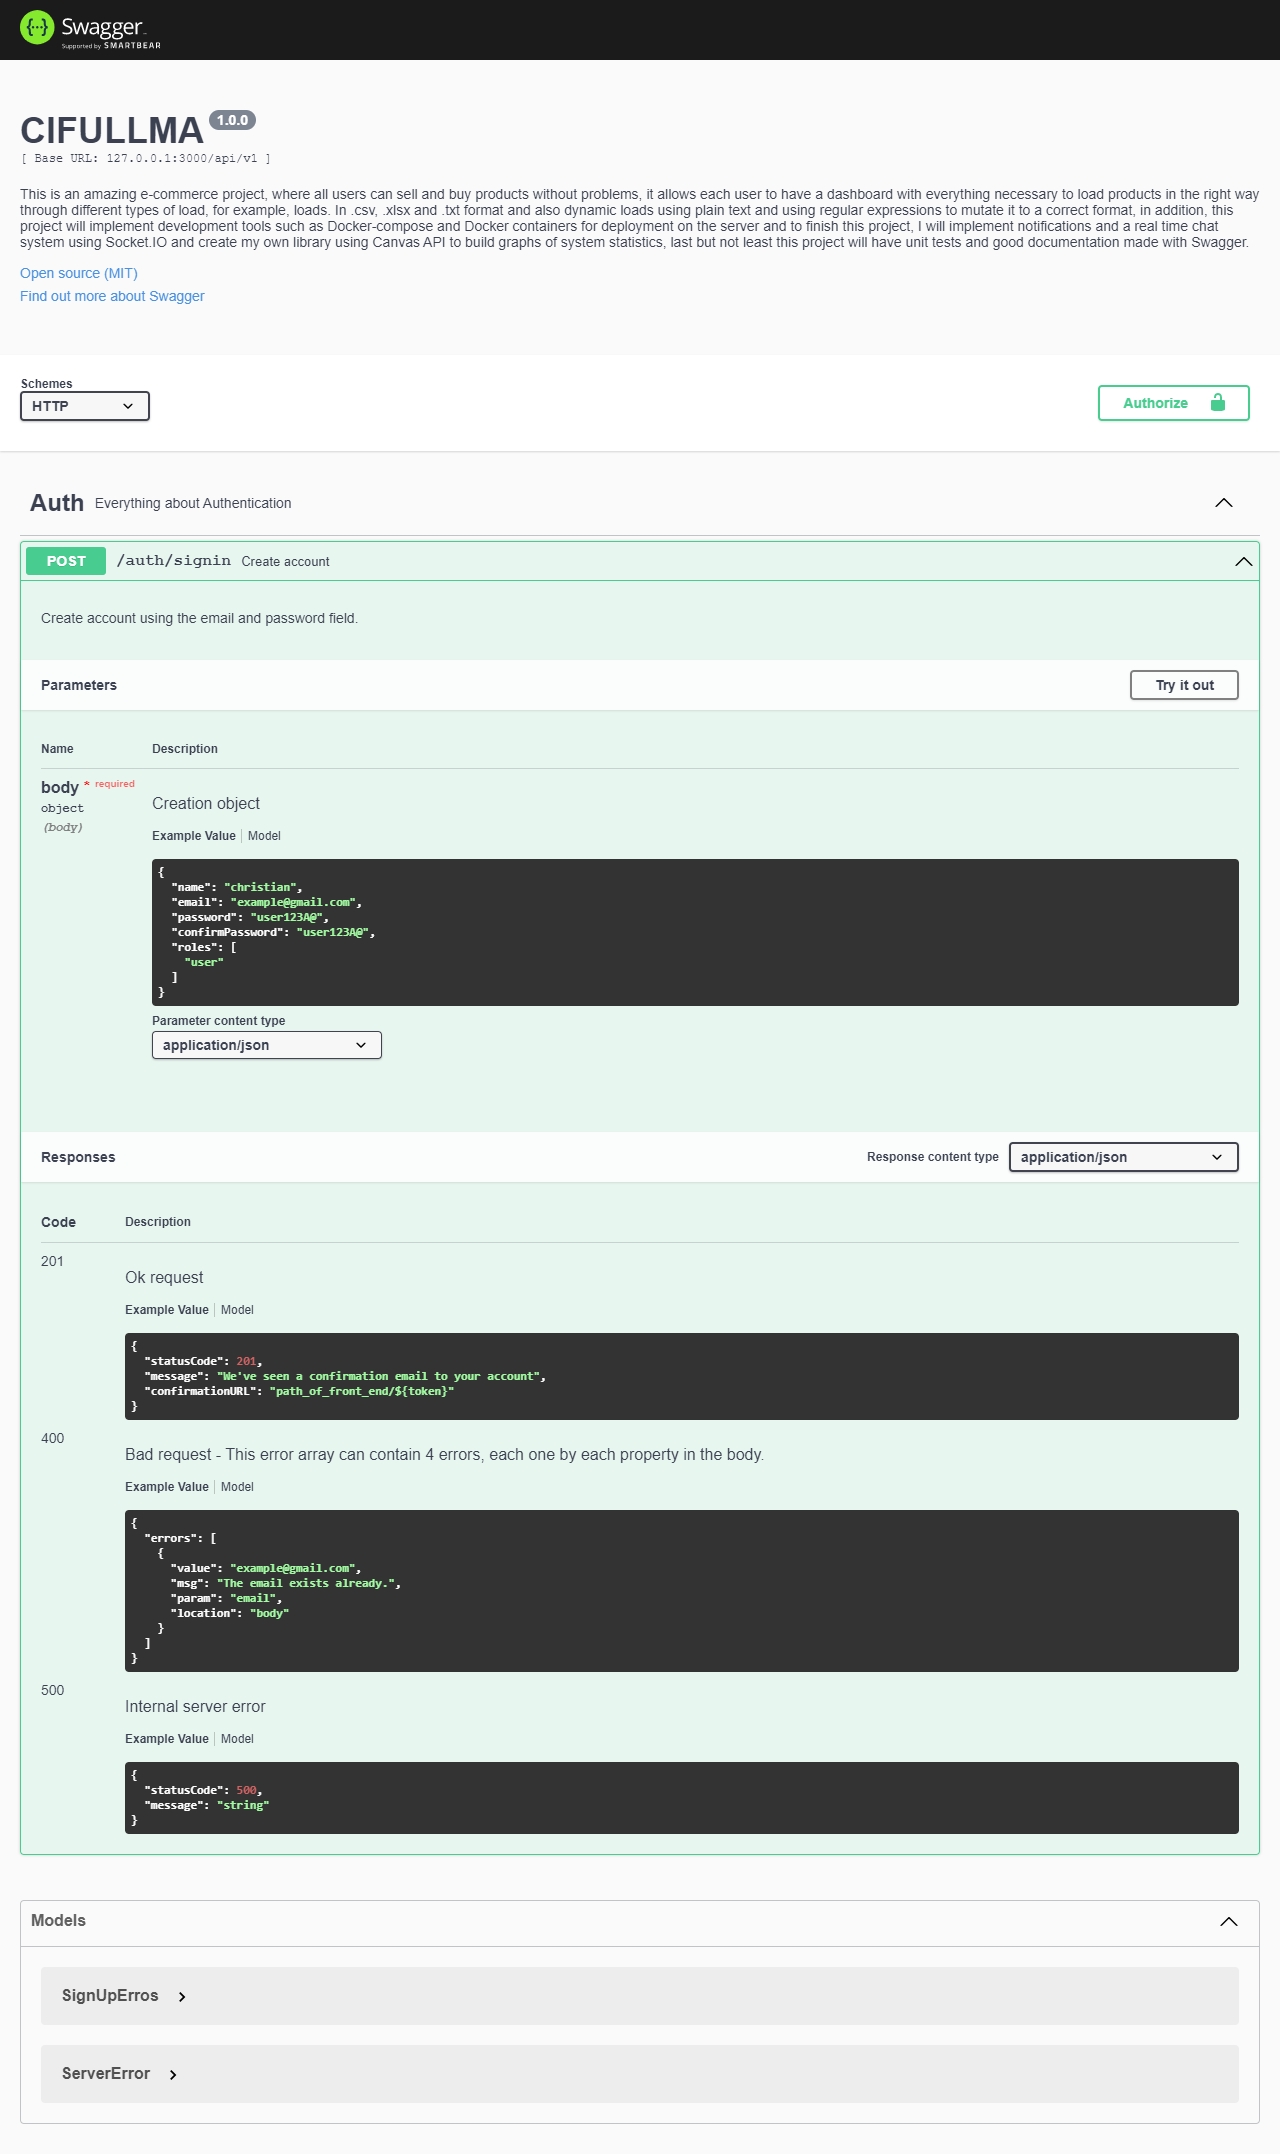 {···} Swagger
Supported by SMARTBEAR
CIFULLMA 1.0.0
[ Base URL: 127.0.0.1:3000/api/v1 ]
This is an amazing e-commerce project, where all users can sell and buy products without problems, it allows each user to have a dashboard with everything necessary to load products in the right way
through different types of load, for example, loads. In .csv, .xlsx and .txt format and also dynamic loads using plain text and using regular expressions to mutate it to a correct format, in addition, this
project will implement development tools such as Docker-compose and Docker containers for deployment on the server and to finish this project, I will implement notifications and a real time chat
system using Socket.IO and create my own library using Canvas API to build graphs of system statistics, last but not least this project will have unit tests and good documentation made with Swagger.
Open source (MIT)
Find out more about Swagger
Schemes
HTTP
Authorize
Auth Everything about Authentication
POST /auth/signin Create account
Create account using the email and password field.
Parameters Try it out
Name Description
body * required
object
(body)
Creation object
Example Value Model
{
  "name": "christian",
  "email": "example@gmail.com",
  "password": "user123A@",
  "confirmPassword": "user123A@",
  "roles": [
    "user"
  ]
}
Parameter content type
application/json
Responses Response content type application/json
Code Description
201
Ok request
Example Value Model
{
  "statusCode": 201,
  "message": "We've seen a confirmation email to your account",
  "confirmationURL": "path_of_front_end/${token}"
}
400
Bad request - This error array can contain 4 errors, each one by each property in the body.
Example Value Model
{
  "errors": [
    {
      "value": "example@gmail.com",
      "msg": "The email exists already.",
      "param": "email",
      "location": "body"
    }
  ]
}
500
Internal server error
Example Value Model
{
  "statusCode": 500,
  "message": "string"
}
Models
SignUpErros
ServerError